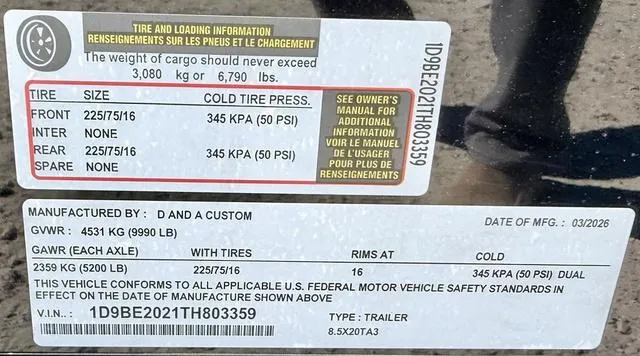 TIRE AND LOADING INFORMATION
RENSEIGNEMENTS SUR LES PNEUS ET LE CHARGEMENT
The weight of cargo should never exceed
3,080 kg or 6,790 lbs.
TIRE SIZE COLD TIRE PRESS.
FRONT 225/75/16 345 KPA (50 PSI)
INTER NONE
REAR 225/75/16 345 KPA (50 PSI)
SPARE NONE
SEE OWNER'S
MANUAL FOR
ADDITIONAL
INFORMATION
VOIR LE MANUEL
DE L'USAGER
POUR PLUS DE
RENSEIGNEMENTS
1D9BE2021TH803359
MANUFACTURED BY : D AND A CUSTOM
DATE OF MFG. : 03/2026
GVWR : 4531 KG (9990 LB)
GAWR (EACH AXLE) WITH TIRES RIMS AT COLD
2359 KG (5200 LB) 225/75/16 16 345 KPA (50 PSI) DUAL
THIS VEHICLE CONFORMS TO ALL APPLICABLE U.S. FEDERAL MOTOR VEHICLE SAFETY STANDARDS IN
EFFECT ON THE DATE OF MANUFACTURE SHOWN ABOVE
V.I.N.. : 1D9BE2021TH803359 TYPE : TRAILER
8.5X20TA3